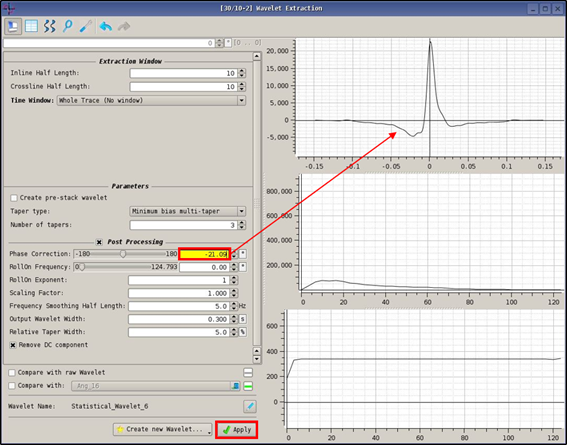 [30/10-2] Wavelet Extraction
0 * [0 .. 0]
Extraction Window
Inline Half Length: 10
Crossline Half Length: 10
Time Window: Whole Trace (No window)
Parameters
Create pre-stack wavelet
Taper type: Minimum bias multi-taper
Number of tapers: 3
Post Processing
Phase Correction: -180 180 -21.09 °
RollOn Frequency: 0 124.793 0.00 °
RollOn Exponent: 1
Scaling Factor: 1.000
Frequency Smoothing Half Length: 5.0 Hz
Output Wavelet Width: 0.300 s
Relative Taper Width: 5.0 %
Remove DC component
Compare with raw Wavelet
Compare with: Ang_16
Wavelet Name: Statistical_Wavelet_6
Create new Wavelet... Apply
20,000
15,000
10,000
5,000
0
-5,000
-0.15 -0.1 -0.05 0 0.05 0.1 0.15
800,000
600,000
400,000
200,000
0 20 40 60 80 100 120
600
400
200
0
0 20 40 60 80 100 120